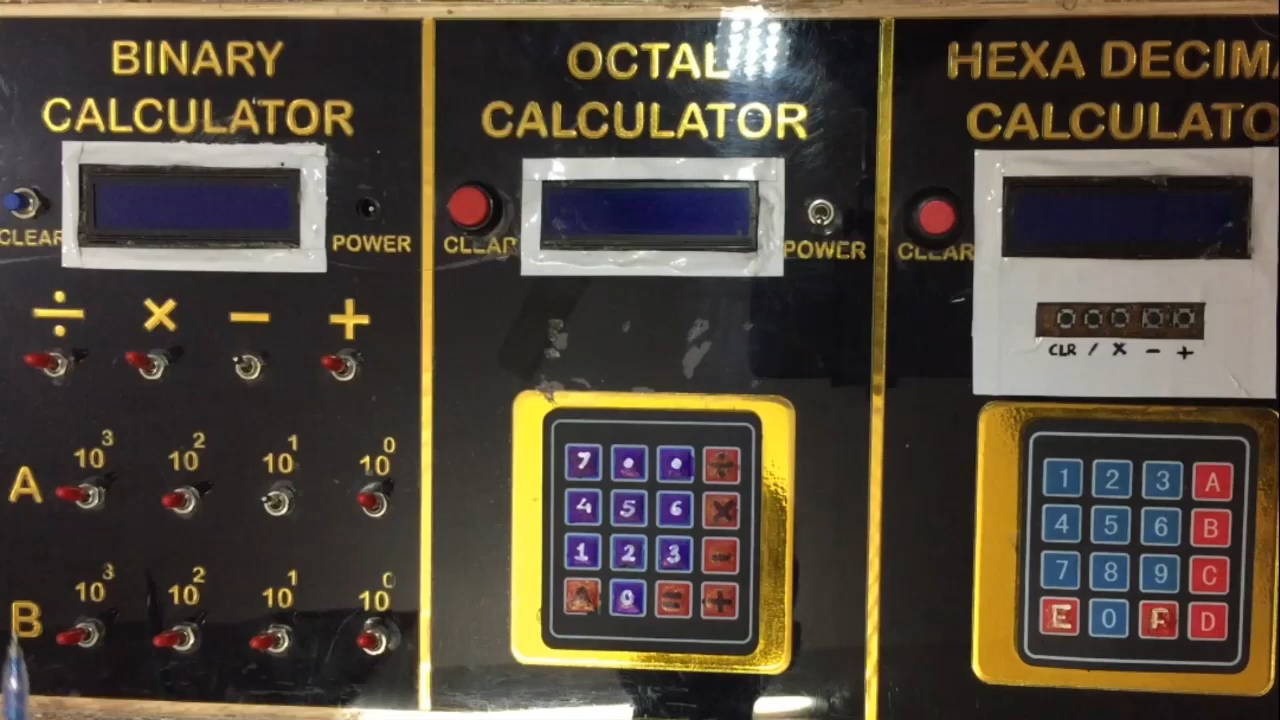 BINARY
CALCULATOR
CLEAR
POWER
÷ × − +
A
10³ 10² 10¹ 10⁰
B
10³ 10² 10¹ 10⁰
OCTAL
CALCULATOR
CLEAR
POWER
7 • • ÷
4 5 6 ×
1 2 3 −
A 0 = +
HEXA DECIMA
CALCULATO
CLEAR
CLR / × − +
1 2 3 A
4 5 6 B
7 8 9 C
E 0 F D